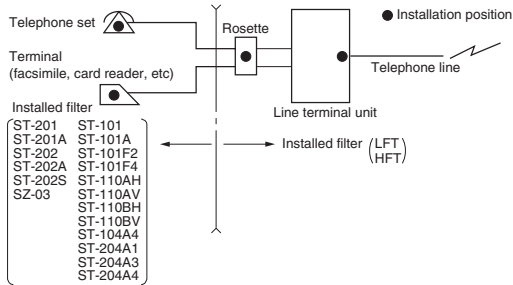 Telephone set
Rosette
● Installation position
Terminal
(facsimile, card reader, etc)
Telephone line
Line terminal unit
Installed filter
ST-201 ST-101
ST-201A ST-101A
ST-202 ST-101F2
ST-202A ST-101F4
ST-202S ST-110AH
SZ-03 ST-110AV
ST-110BH
ST-110BV
ST-104A4
ST-204A1
ST-204A3
ST-204A4
Installed filter (LFT
HFT)